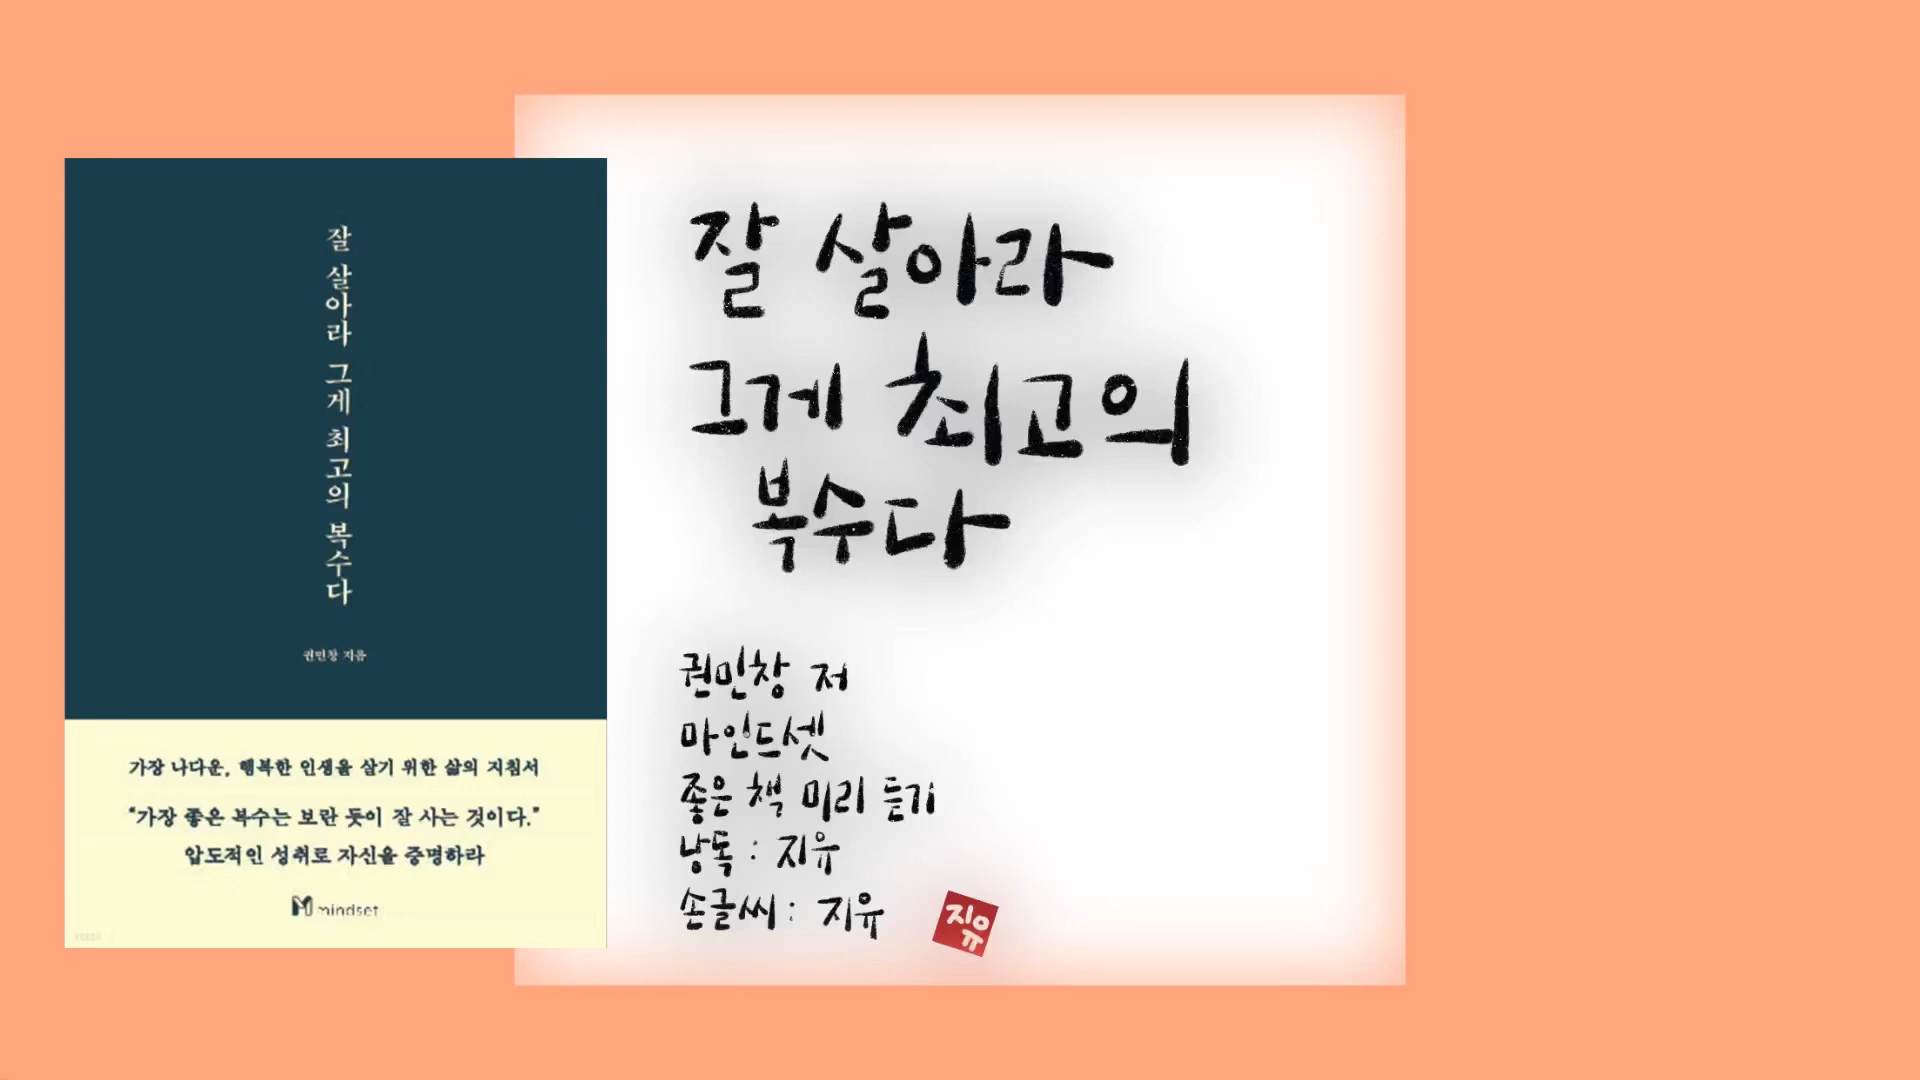 잘 살아라 그게 최고의 복수다
권민창 지음
가장 나다운, 행복한 인생을 살기 위한 삶의 지침서
“가장 좋은 복수는 보란 듯이 잘 사는 것이다.”
압도적인 성취로 자신을 증명하라
mindset
잘 살아라
그게 최고의
복수다
권민창 저
마인드셋
좋은 책 미리 듣기
낭독 : 지유
손글씨 : 지유
지유